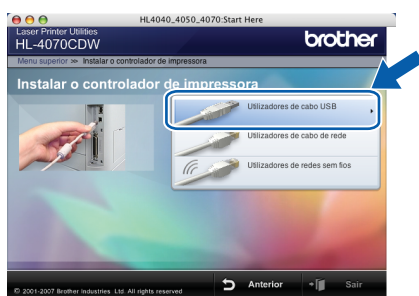 HL4040_4050_4070:Start Here
Laser Printer Utilities
HL-4070CDW
brother
Menu superior >> Instalar o controlador de impressora
Instalar o controlador de impressora
Utilizadores de cabo USB
Utilizadores de cabo de rede
Utilizadores de redes sem fios
© 2001-2007 Brother Industries Ltd All rights reserved
Anterior
Sair